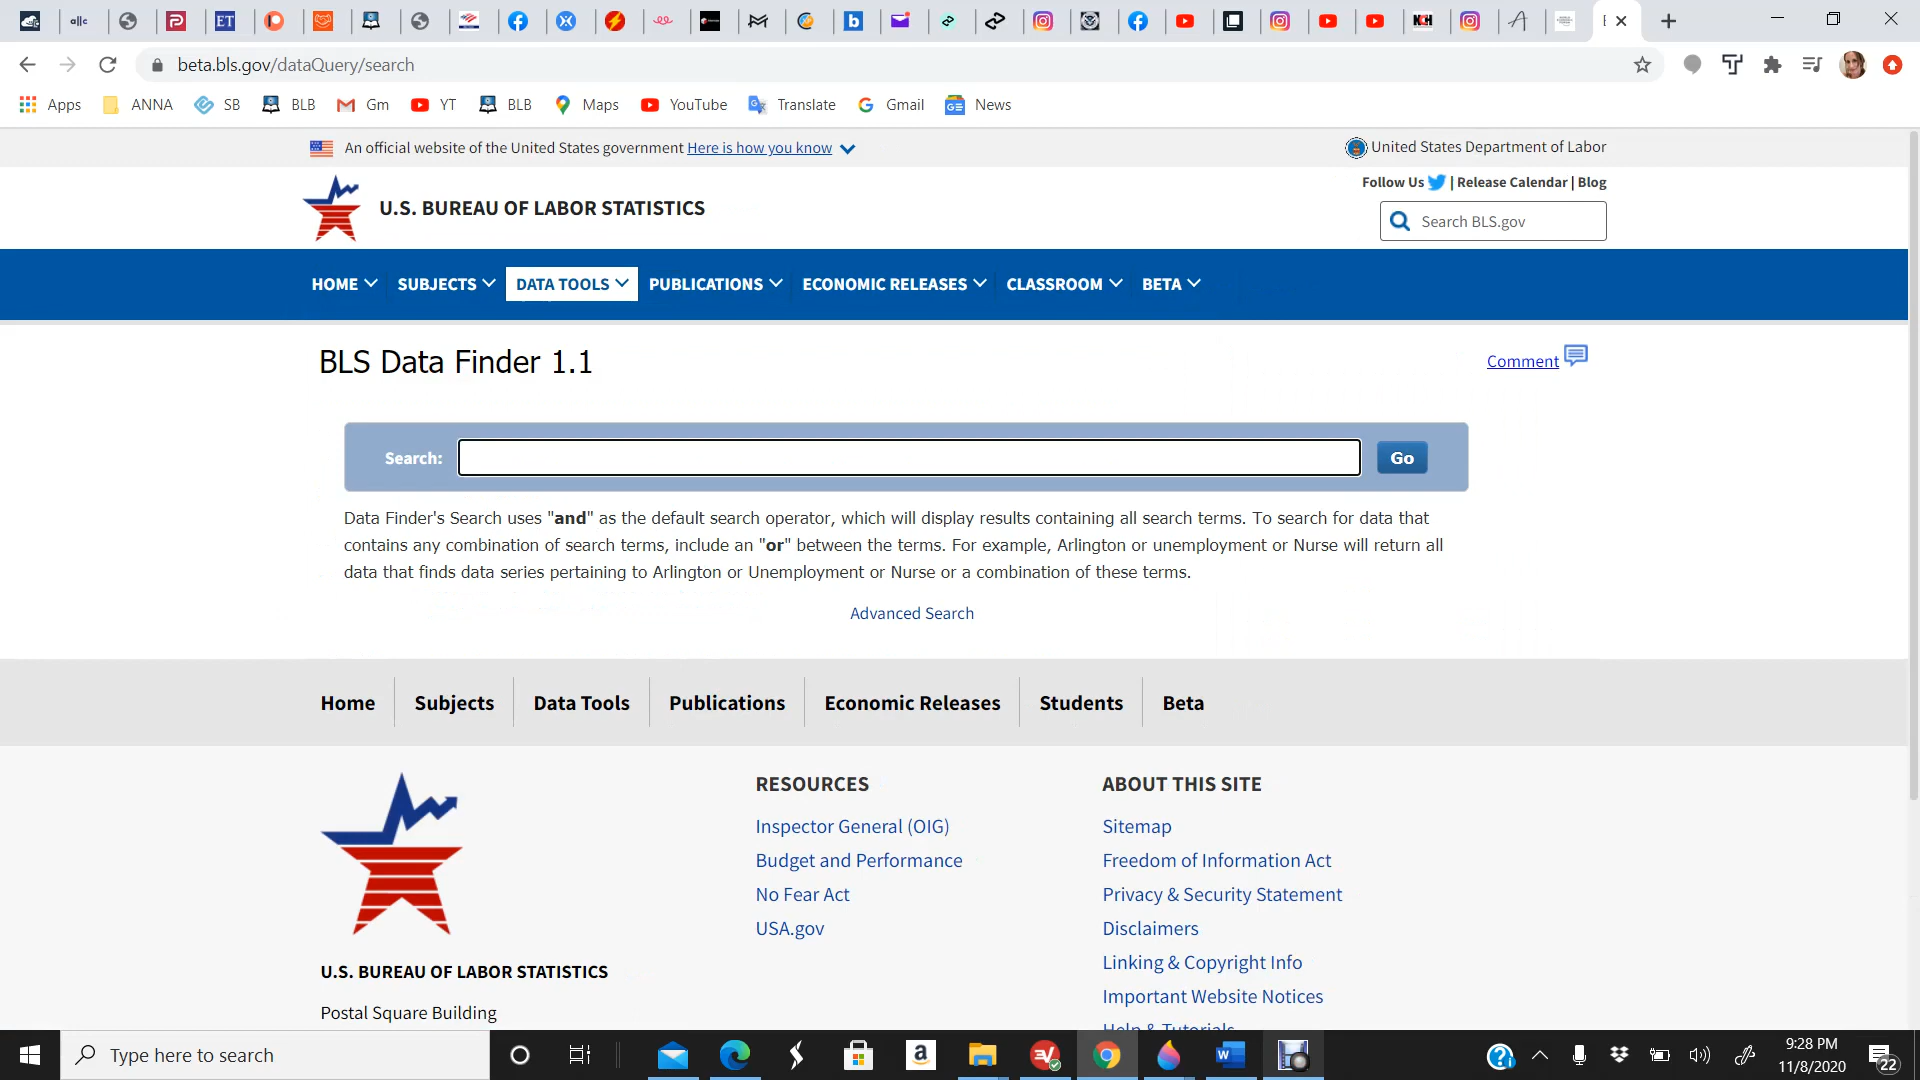 a||c
ET
b
KCH
beta.bls.gov/dataQuery/search
Apps
ANNA
SB
BLB
Gm
YT
BLB
Maps
YouTube
Translate
Gmail
News
An official website of the United States government Here is how you know
United States Department of Labor
Follow Us | Release Calendar | Blog
U.S. BUREAU OF LABOR STATISTICS
Search BLS.gov
HOME
SUBJECTS
DATA TOOLS
PUBLICATIONS
ECONOMIC RELEASES
CLASSROOM
BETA
BLS Data Finder 1.1
Comment
Search:
Go
Data Finder's Search uses "and" as the default search operator, which will display results containing all search terms. To search for data that
contains any combination of search terms, include an "or" between the terms. For example, Arlington or unemployment or Nurse will return all
data that finds data series pertaining to Arlington or Unemployment or Nurse or a combination of these terms.
Advanced Search
Home
Subjects
Data Tools
Publications
Economic Releases
Students
Beta
RESOURCES
Inspector General (OIG)
Budget and Performance
No Fear Act
USA.gov
ABOUT THIS SITE
Sitemap
Freedom of Information Act
Privacy & Security Statement
Disclaimers
Linking & Copyright Info
Important Website Notices
Help & Tutorials
U.S. BUREAU OF LABOR STATISTICS
Postal Square Building
Type here to search
9:28 PM
11/8/2020
22